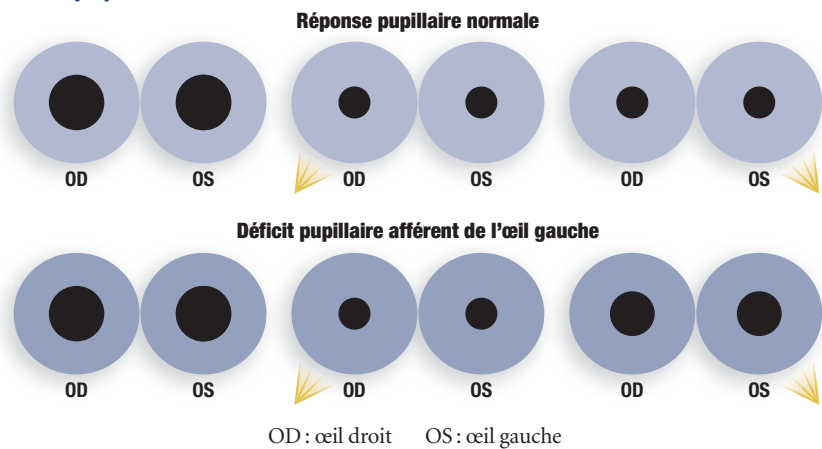 Réponse pupillaire normale
OD OS OD OS OD OS
Déficit pupillaire afférent de l’œil gauche
OD OS OD OS OD OS
OD : œil droit OS : œil gauche